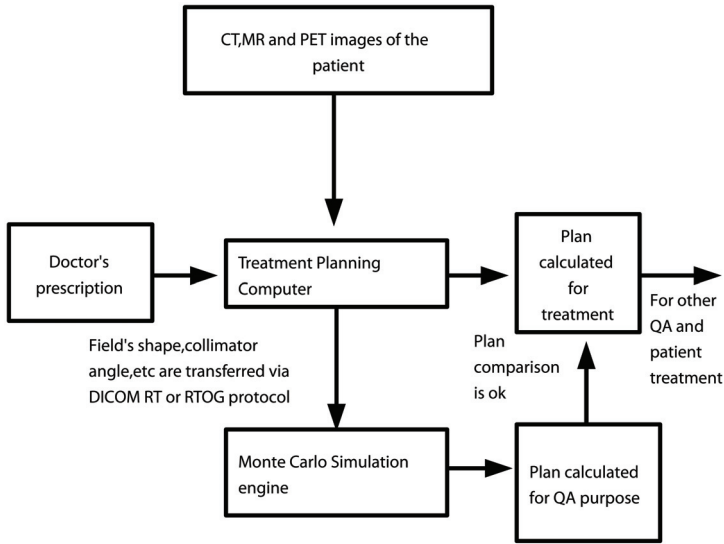 CT,MR and PET images of the
patient
Doctor's
prescription
Treatment Planning
Computer
Plan
calculated
for
treatment
For other
QA and
patient
treatment
Field's shape,collimator
angle,etc are transferred via
DICOM RT or RTOG protocol
Plan
comparison
is ok
Monte Carlo Simulation
engine
Plan calculated
for QA purpose